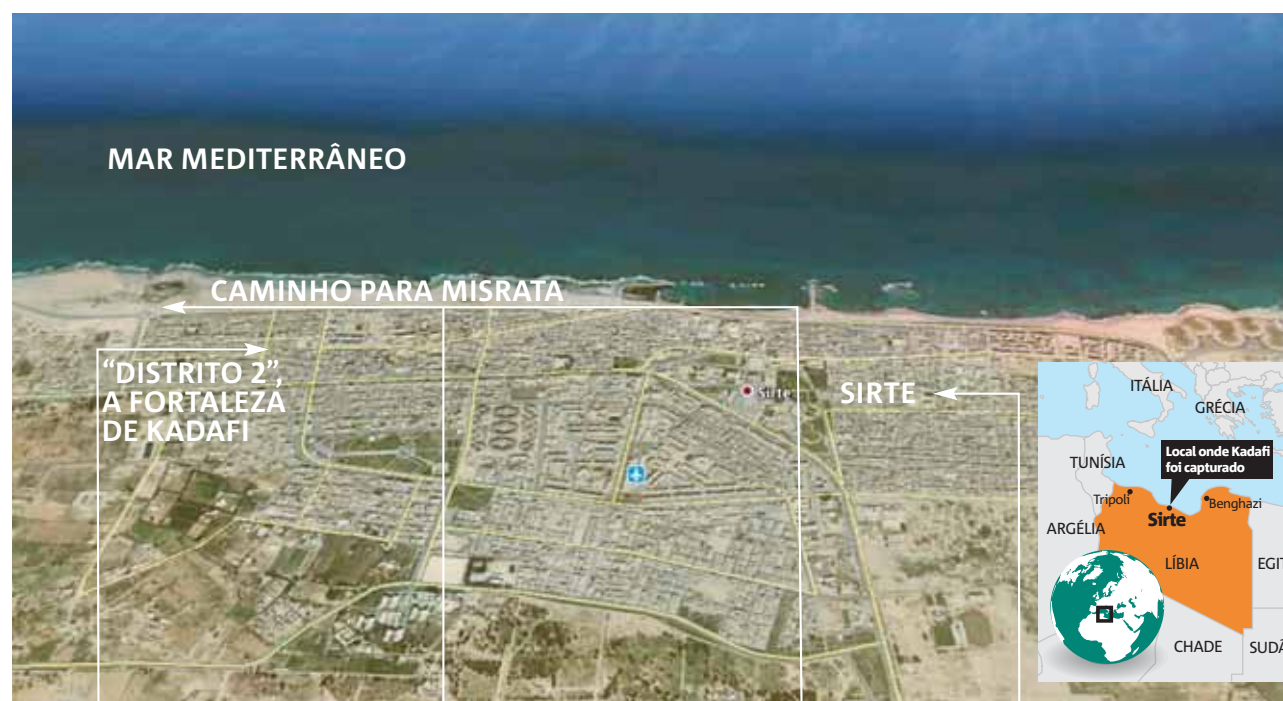 MAR MEDITERRÂNEO
CAMINHO PARA MISRATA
“DISTRITO 2”,
A FORTALEZA
DE KADAFI
Sirte
SIRTE
ITÁLIA
GRÉCIA
Local onde Kadafi
foi capturado
TUNÍSIA
Tripoli
Benghazi
Sirte
ARGÉLIA
LÍBIA
EGIT
CHADE
SUDÂ